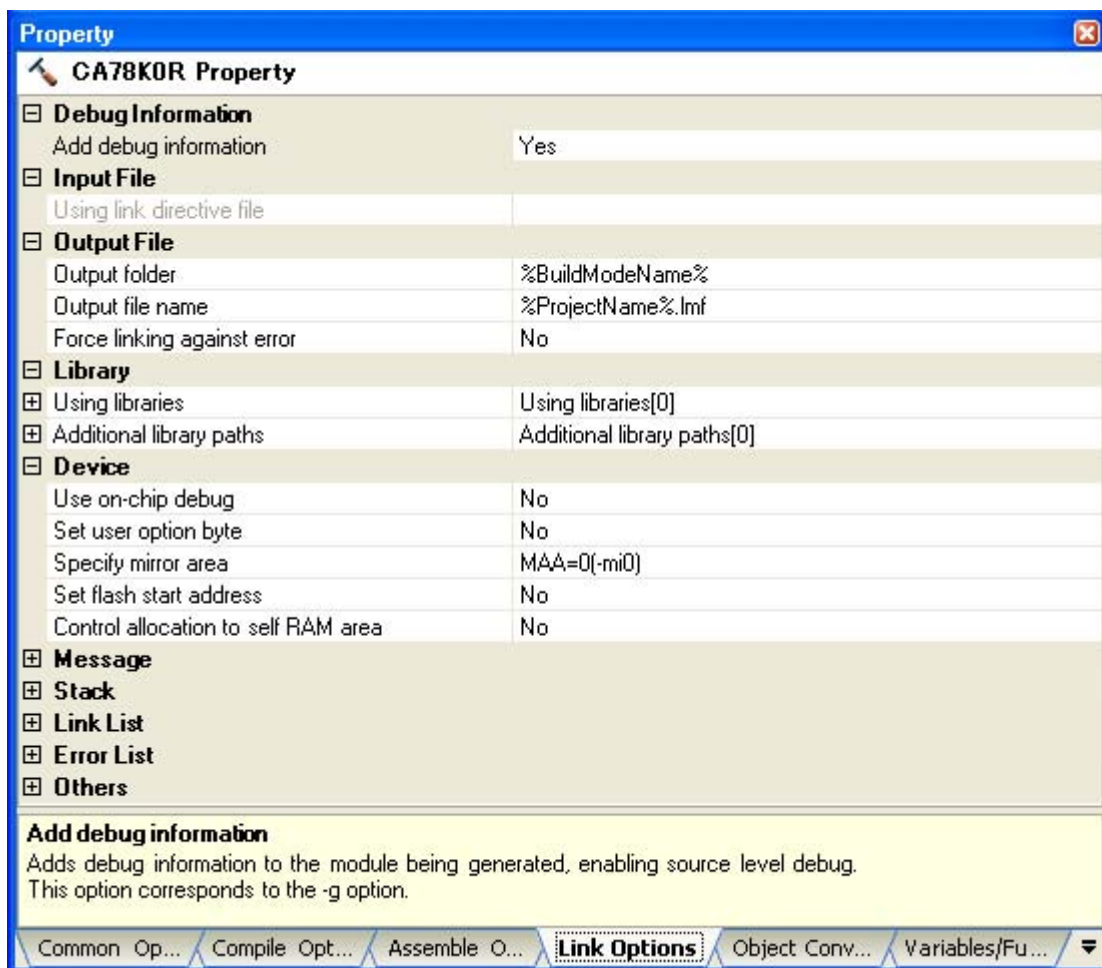 Property
CA78K0R Property
Debug Information
Add debug information Yes
Input File
Using link directive file
Output File
Output folder %BuildModeName%
Output file name %ProjectName%.lmf
Force linking against error No
Library
Using libraries Using libraries[0]
Additional library paths Additional library paths[0]
Device
Use on-chip debug No
Set user option byte No
Specify mirror area MAA=0(-mi0)
Set flash start address No
Control allocation to self RAM area No
Message
Stack
Link List
Error List
Others
Add debug information
Adds debug information to the module being generated, enabling source level debug.
This option corresponds to the -g option.
Common Op... Compile Opt... Assemble O... Link Options Object Conv... Variables/Fu...